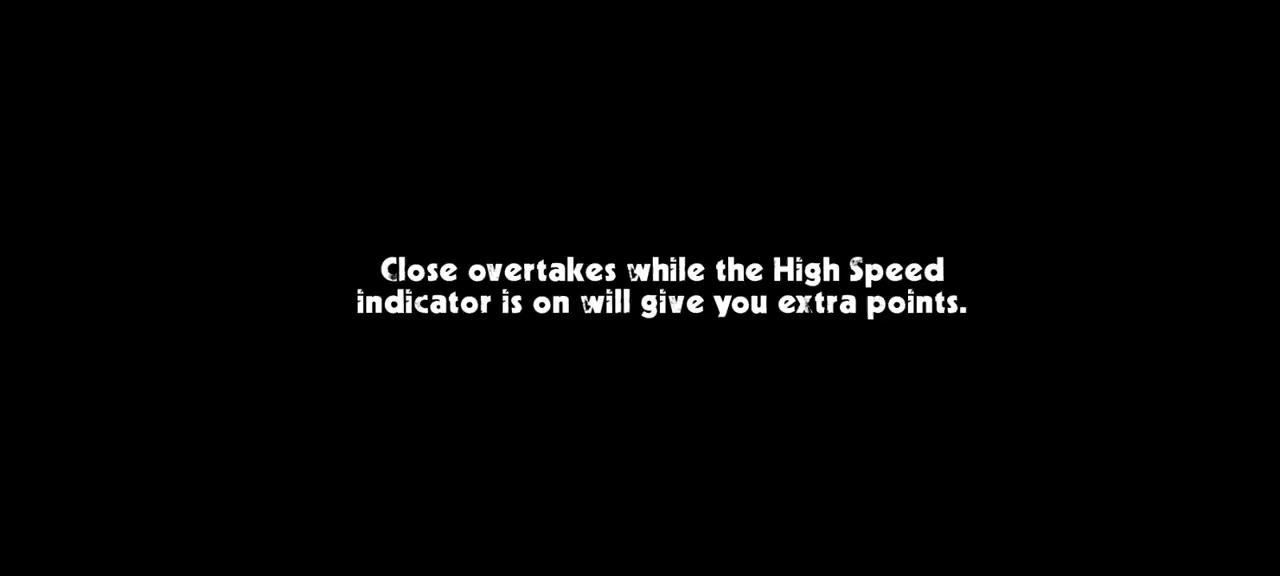 Close overtakes while the High Speed
indicator is on will give you extra points.